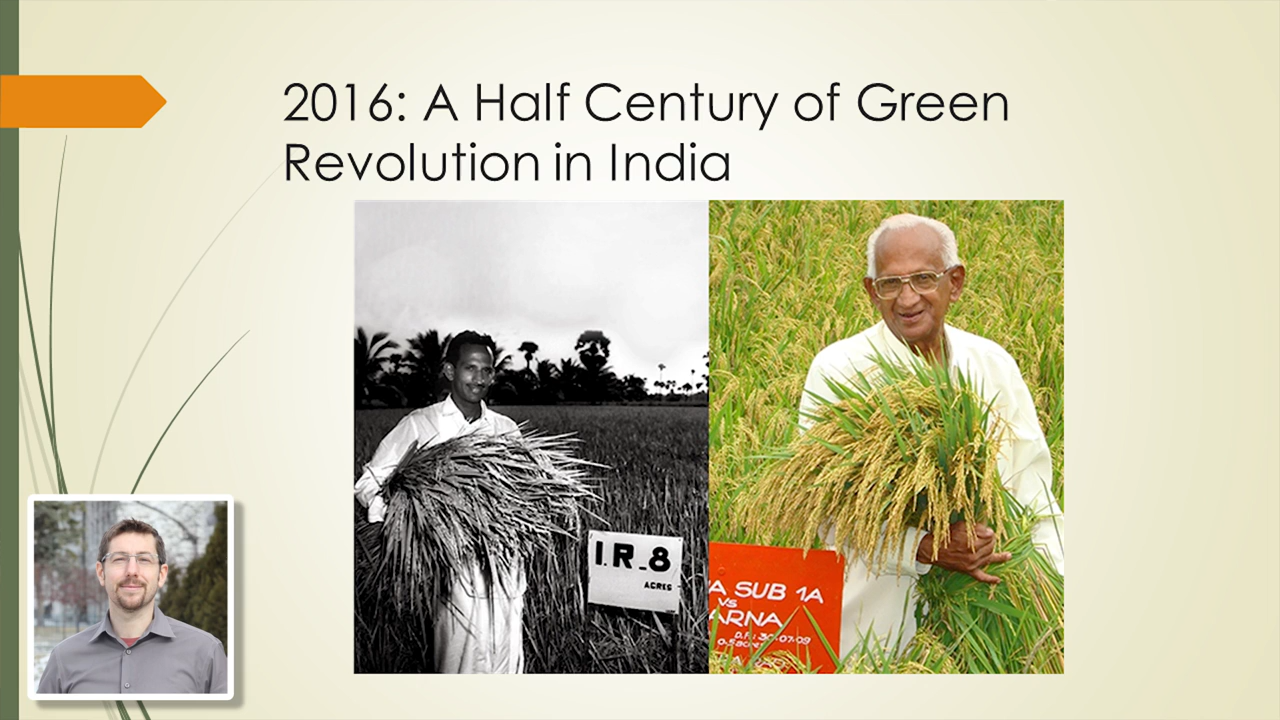 2016: A Half Century of Green
Revolution in India
I.R-8
ACRES
A SUB 1A
VS
ARNA